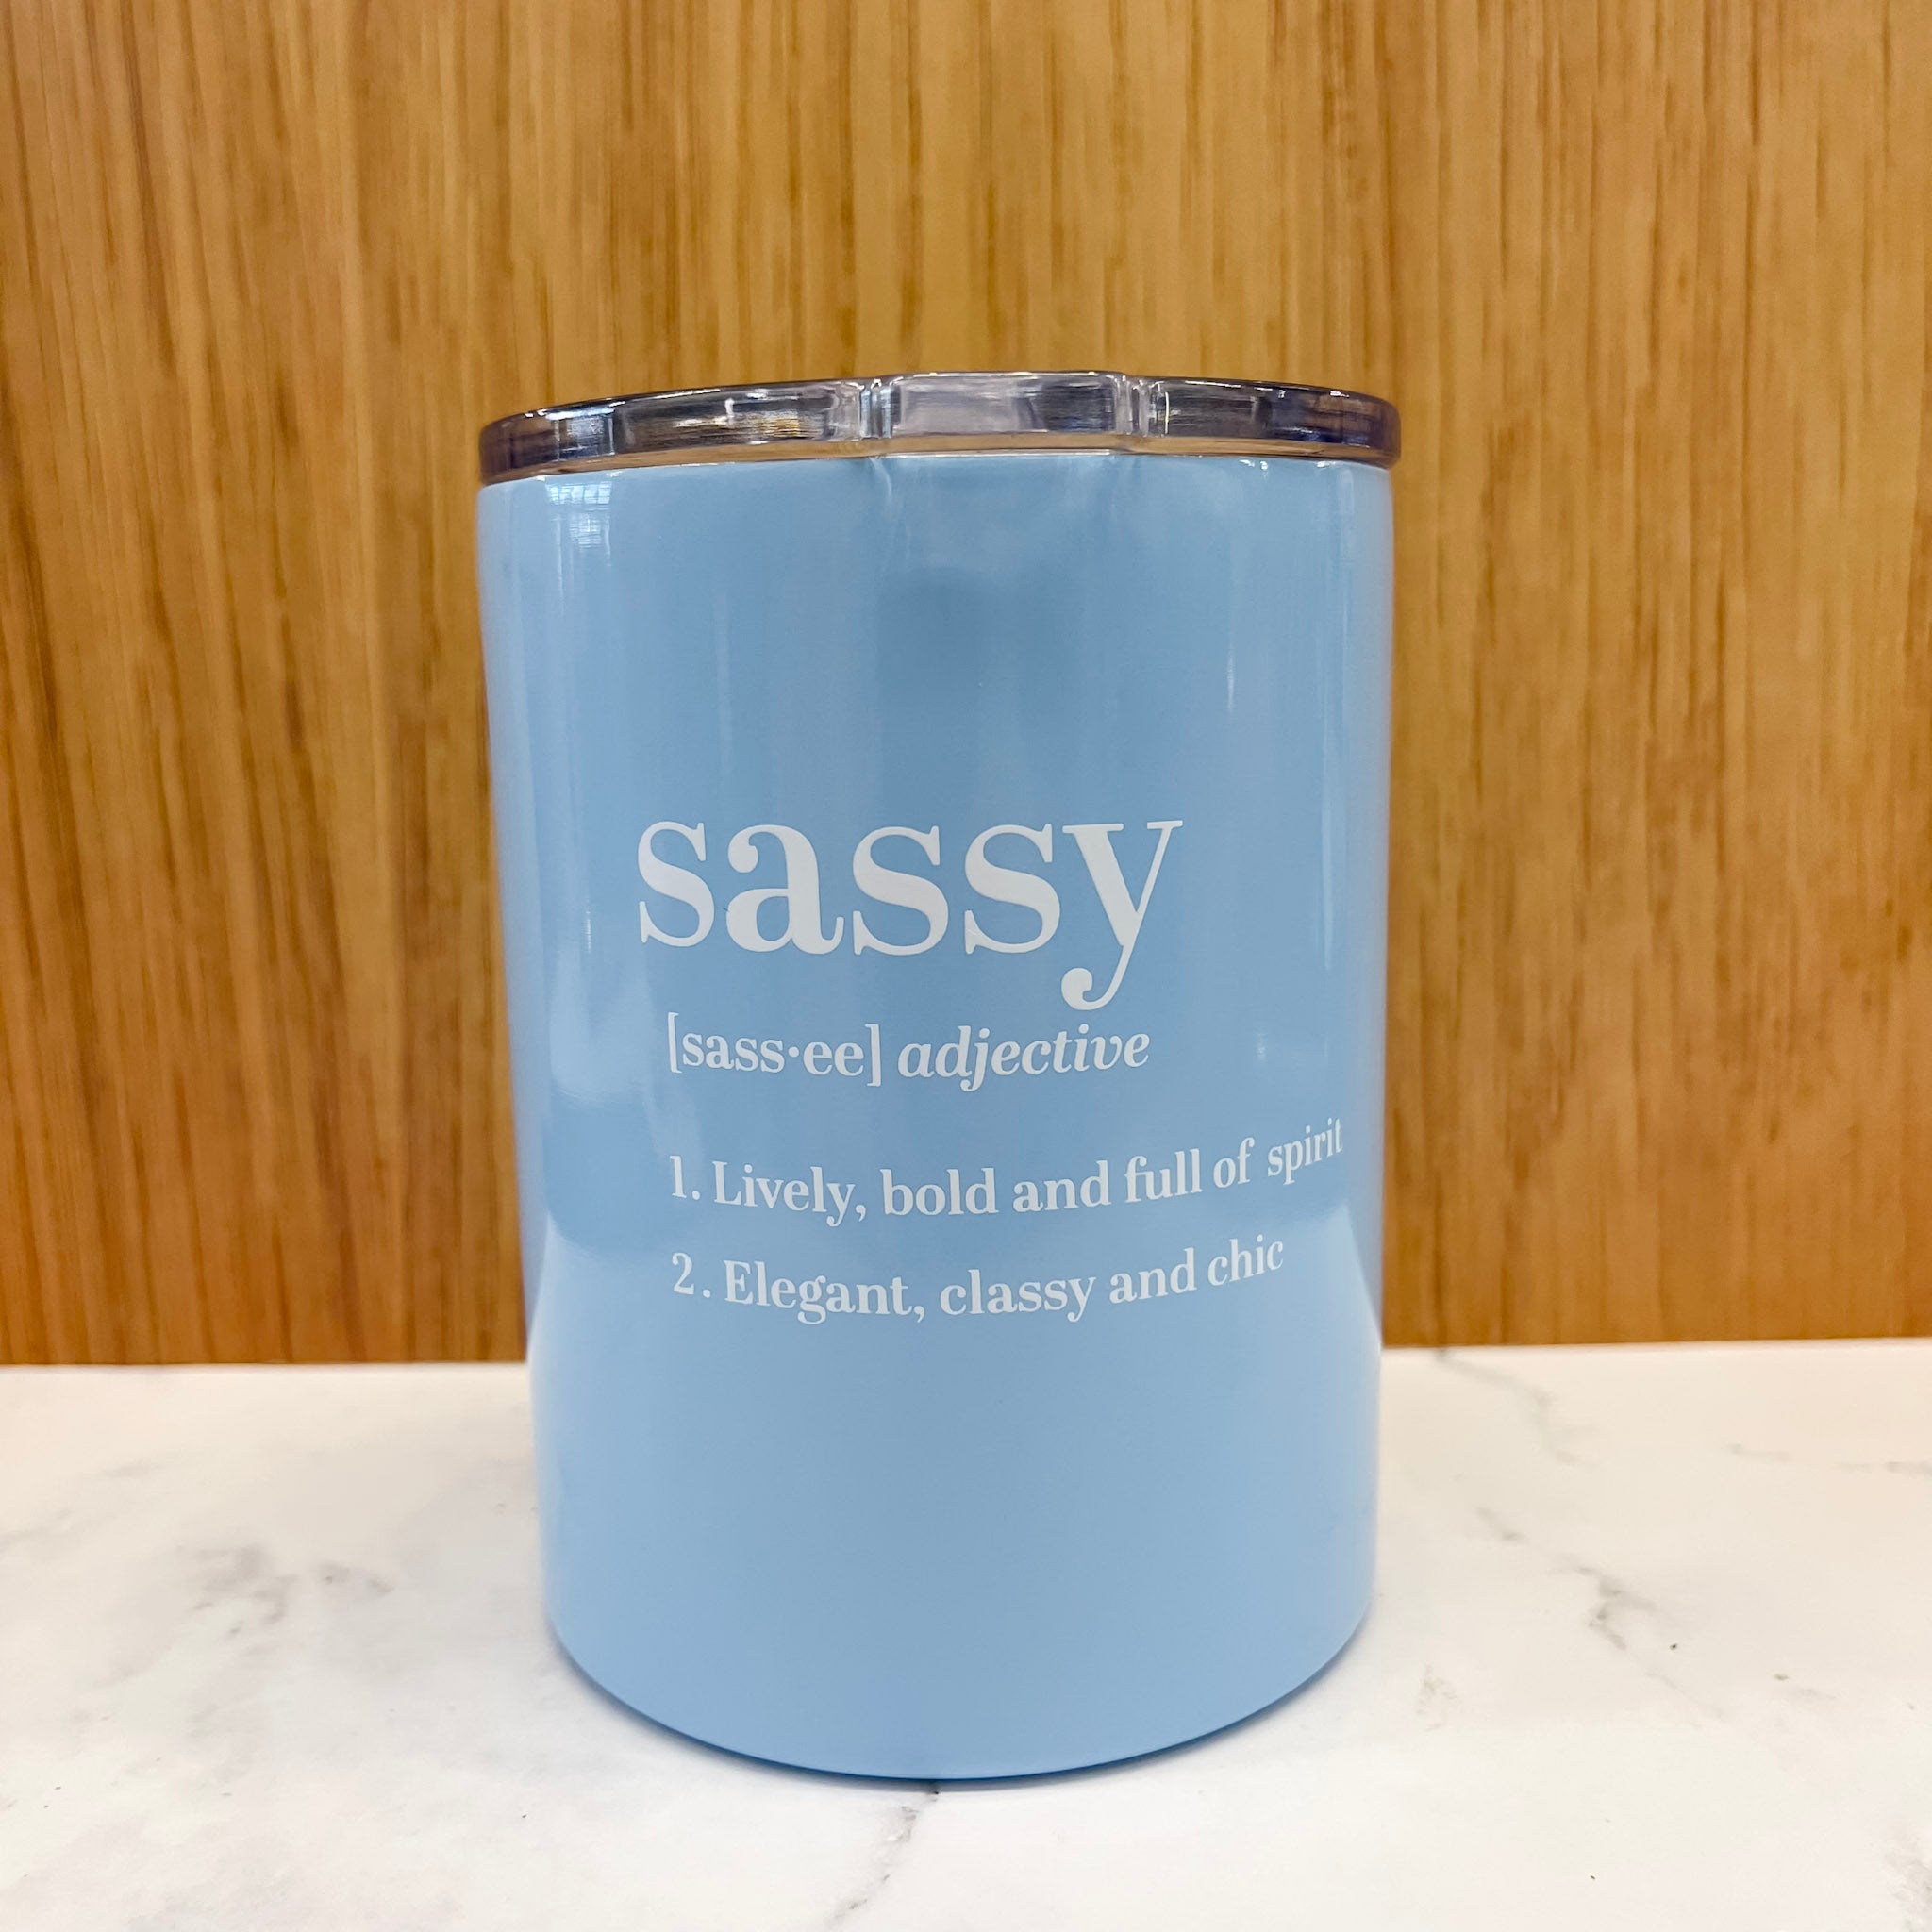 sassy
[sass·ee] adjective
1. Lively, bold and full of spirit
2. Elegant, classy and chic